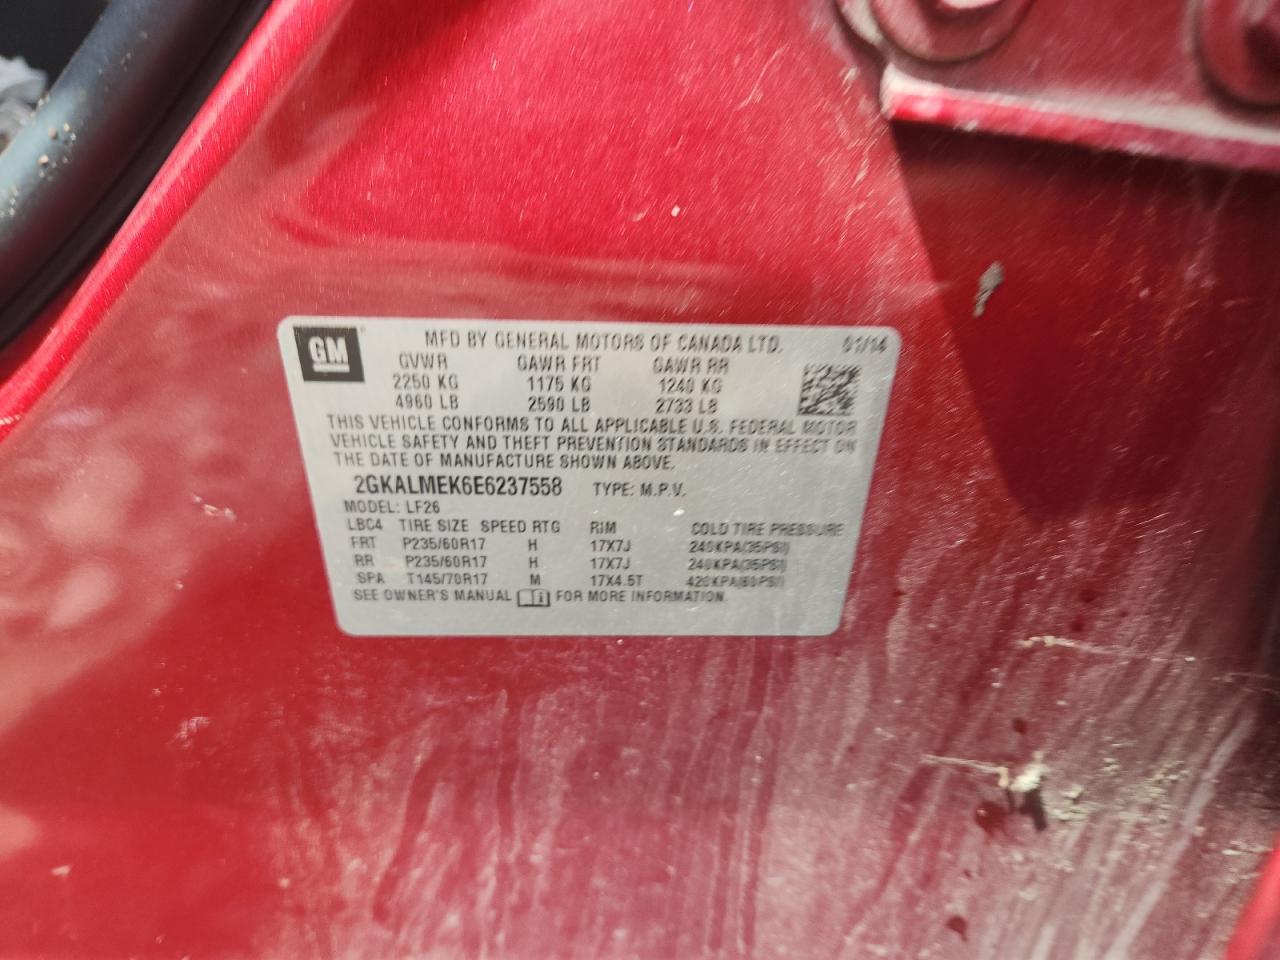 GM
MFD BY GENERAL MOTORS OF CANADA LTD. 01/14
GVWR GAWR FRT GAWR RR
2250 KG 1175 KG 1240 KG
4960 LB 2590 LB 2733 LB
THIS VEHICLE CONFORMS TO ALL APPLICABLE U.S. FEDERAL MOTOR
VEHICLE SAFETY AND THEFT PREVENTION STANDARDS IN EFFECT ON
THE DATE OF MANUFACTURE SHOWN ABOVE.
2GKALMEK6E6237558 TYPE: M.P.V.
MODEL: LF26
LBC4 TIRE SIZE SPEED RTG RIM COLD TIRE PRESSURE
FRT P235/60R17 H 17X7J 240KPA(35PSI)
RR P235/60R17 H 17X7J 240KPA(35PSI)
SPA T145/70R17 M 17X4.5T 420KPA(60PSI)
SEE OWNER'S MANUAL FOR MORE INFORMATION.